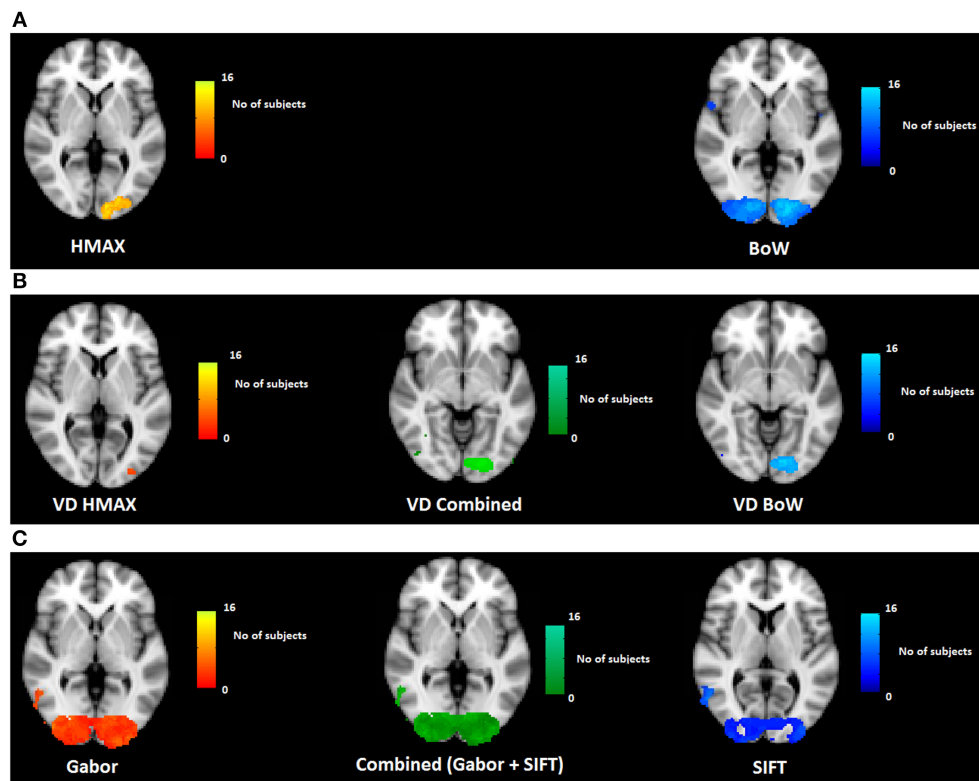 A
16
No of subjects
0
HMAX
16
No of subjects
0
BoW
B
16
No of subjects
0
VD HMAX
16
No of subjects
0
VD Combined
16
No of subjects
0
VD BoW
C
16
No of subjects
0
Gabor
16
No of subjects
0
Combined (Gabor + SIFT)
16
No of subjects
0
SIFT